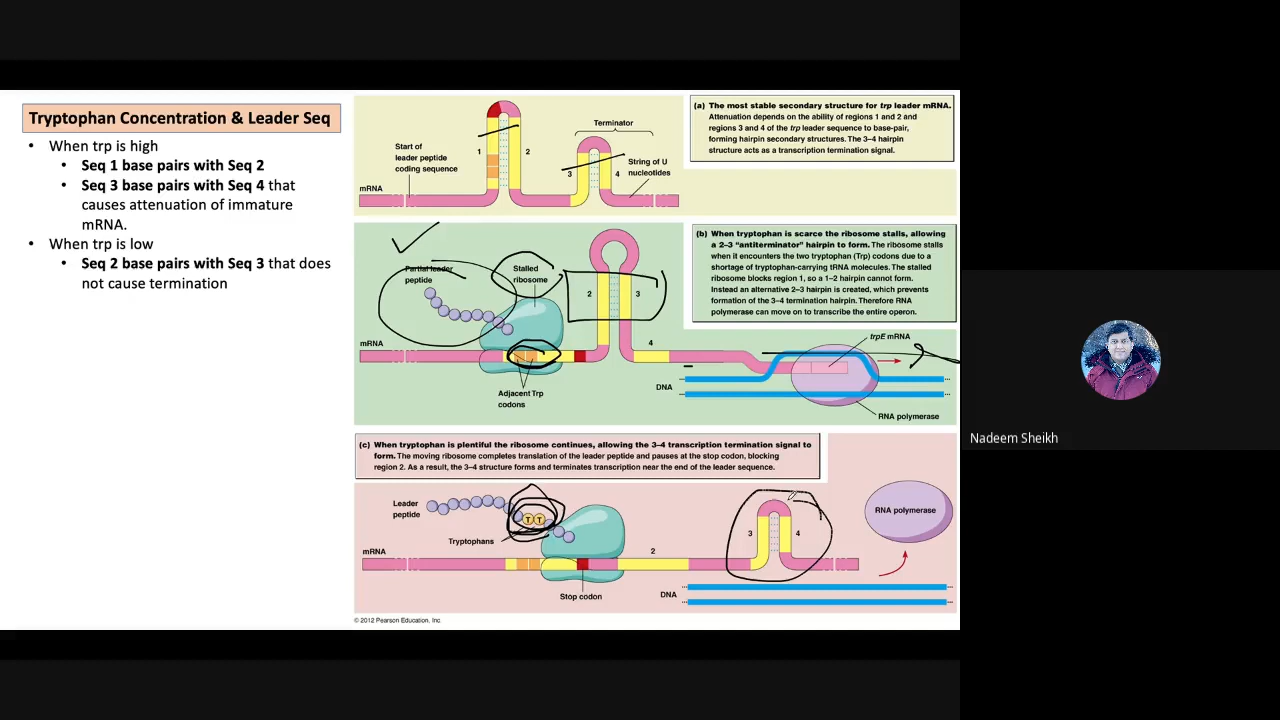 Tryptophan Concentration & Leader Seq
• When trp is high
• Seq 1 base pairs with Seq 2
• Seq 3 base pairs with Seq 4 that
causes attenuation of immature
mRNA.
• When trp is low
• Seq 2 base pairs with Seq 3 that does
not cause termination
Start of
leader peptide
coding sequence
mRNA
1
2
Terminator
3
4
String of U
nucleotides
(a) The most stable secondary structure for trp leader mRNA.
Attenuation depends on the ability of regions 1 and 2 and
regions 3 and 4 of the trp leader sequence to base-pair,
forming hairpin secondary structures. The 3–4 hairpin
structure acts as a transcription termination signal.
Partial leader
peptide
Stalled
ribosome
2
3
mRNA
4
Adjacent Trp
codons
DNA
trpE mRNA
RNA polymerase
(b) When tryptophan is scarce the ribosome stalls, allowing
a 2–3 “antiterminator” hairpin to form. The ribosome stalls
when it encounters the two tryptophan (Trp) codons due to a
shortage of tryptophan-carrying tRNA molecules. The stalled
ribosome blocks region 1, so a 1–2 hairpin cannot form.
Instead an alternative 2–3 hairpin is created, which prevents
formation of the 3–4 termination hairpin. Therefore RNA
polymerase can move on to transcribe the entire operon.
(c) When tryptophan is plentiful the ribosome continues, allowing the 3–4 transcription termination signal to
form. The moving ribosome completes translation of the leader peptide and pauses at the stop codon, blocking
region 2. As a result, the 3–4 structure forms and terminates transcription near the end of the leader sequence.
Leader
peptide
T T
Tryptophans
mRNA
2
3
4
RNA polymerase
Stop codon
DNA
© 2012 Pearson Education, Inc.
Nadeem Sheikh